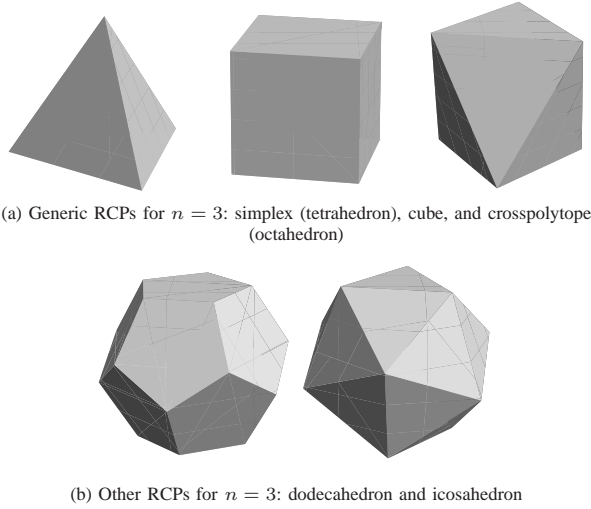 (a) Generic RCPs for n = 3: simplex (tetrahedron), cube, and crosspolytope
(octahedron)
(b) Other RCPs for n = 3: dodecahedron and icosahedron